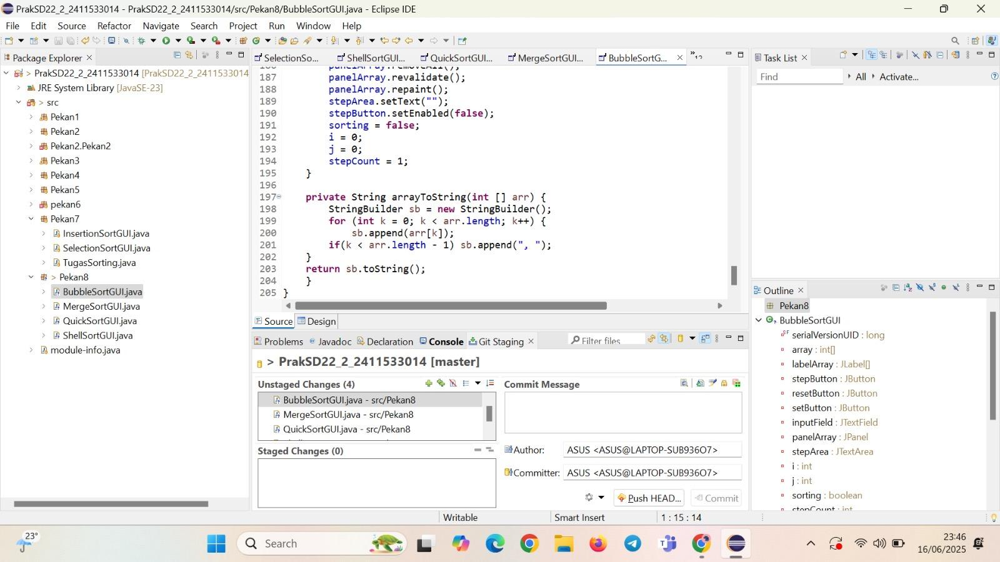 PrakSD22_2_2411533014 - PrakSD22_2_2411533014/src/Pekan8/BubbleSortGUI.java - Eclipse IDE
File Edit Source Refactor Navigate Search Project Run Window Help
Package Explorer
> PrakSD22_2_2411533014 [PrakSD22_2_2411533014
JRE System Library [JavaSE-23]
> src
Pekan1
Pekan2
Pekan2.Pekan2
Pekan3
Pekan4
Pekan5
pekan6
Pekan7
InsertionSortGUI.java
SelectionSortGUI.java
TugasSorting.java
> Pekan8
BubbleSortGUI.java
MergeSortGUI.java
QuickSortGUI.java
ShellSortGUI.java
module-info.java
SelectionSo... ShellSortGUI... QuickSortGUI... MergeSortGUI... BubbleSortG... »12
186 panelArray.removeAll();
187 panelArray.revalidate();
188 panelArray.repaint();
189 stepArea.setText("");
190 stepButton.setEnabled(false);
191 sorting = false;
192 i = 0;
193 j = 0;
194 stepCount = 1;
195 }
196
197 private String arrayToString(int [] arr) {
198 StringBuilder sb = new StringBuilder();
199 for (int k = 0; k < arr.length; k++) {
200 sb.append(arr[k]);
201 if(k < arr.length - 1) sb.append(", ");
202 }
203 return sb.toString();
204 }
205 }
Source Design
Problems Javadoc Declaration Console Git Staging Filter files
> PrakSD22_2_2411533014 [master]
Unstaged Changes (4)
BubbleSortGUI.java - src/Pekan8
MergeSortGUI.java - src/Pekan8
QuickSortGUI.java - src/Pekan8
Staged Changes (0)
Commit Message
Author: ASUS <ASUS@LAPTOP-SUB936O7>
Committer: ASUS <ASUS@LAPTOP-SUB936O7>
Push HEAD... Commit
Task List
Find All Activate...
Outline
Pekan8
BubbleSortGUI
serialVersionUID : long
array : int[]
labelArray : JLabel[]
stepButton : JButton
resetButton : JButton
setButton : JButton
inputField : JTextField
panelArray : JPanel
stepArea : JTextArea
i : int
j : int
sorting : boolean
stepCount : int
Writable Smart Insert 1 : 15 : 14
23°
Search
23:46
16/06/2025